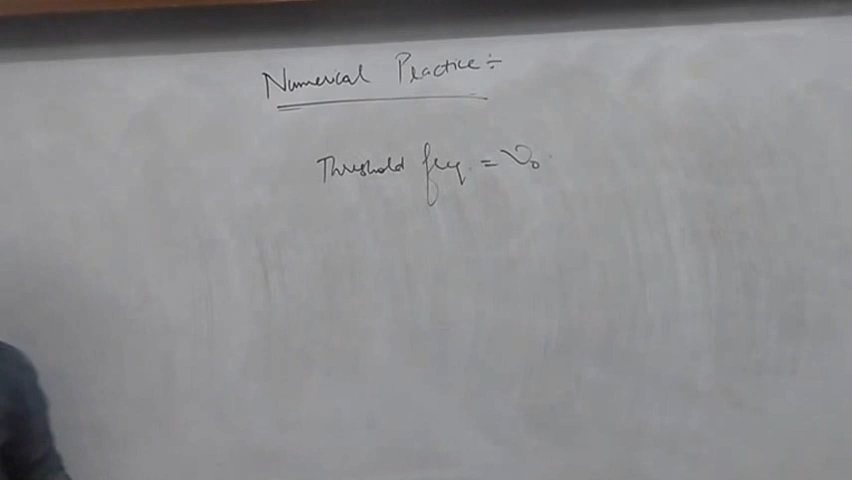 Numerical Practice :-
Threshold freq. = ν₀